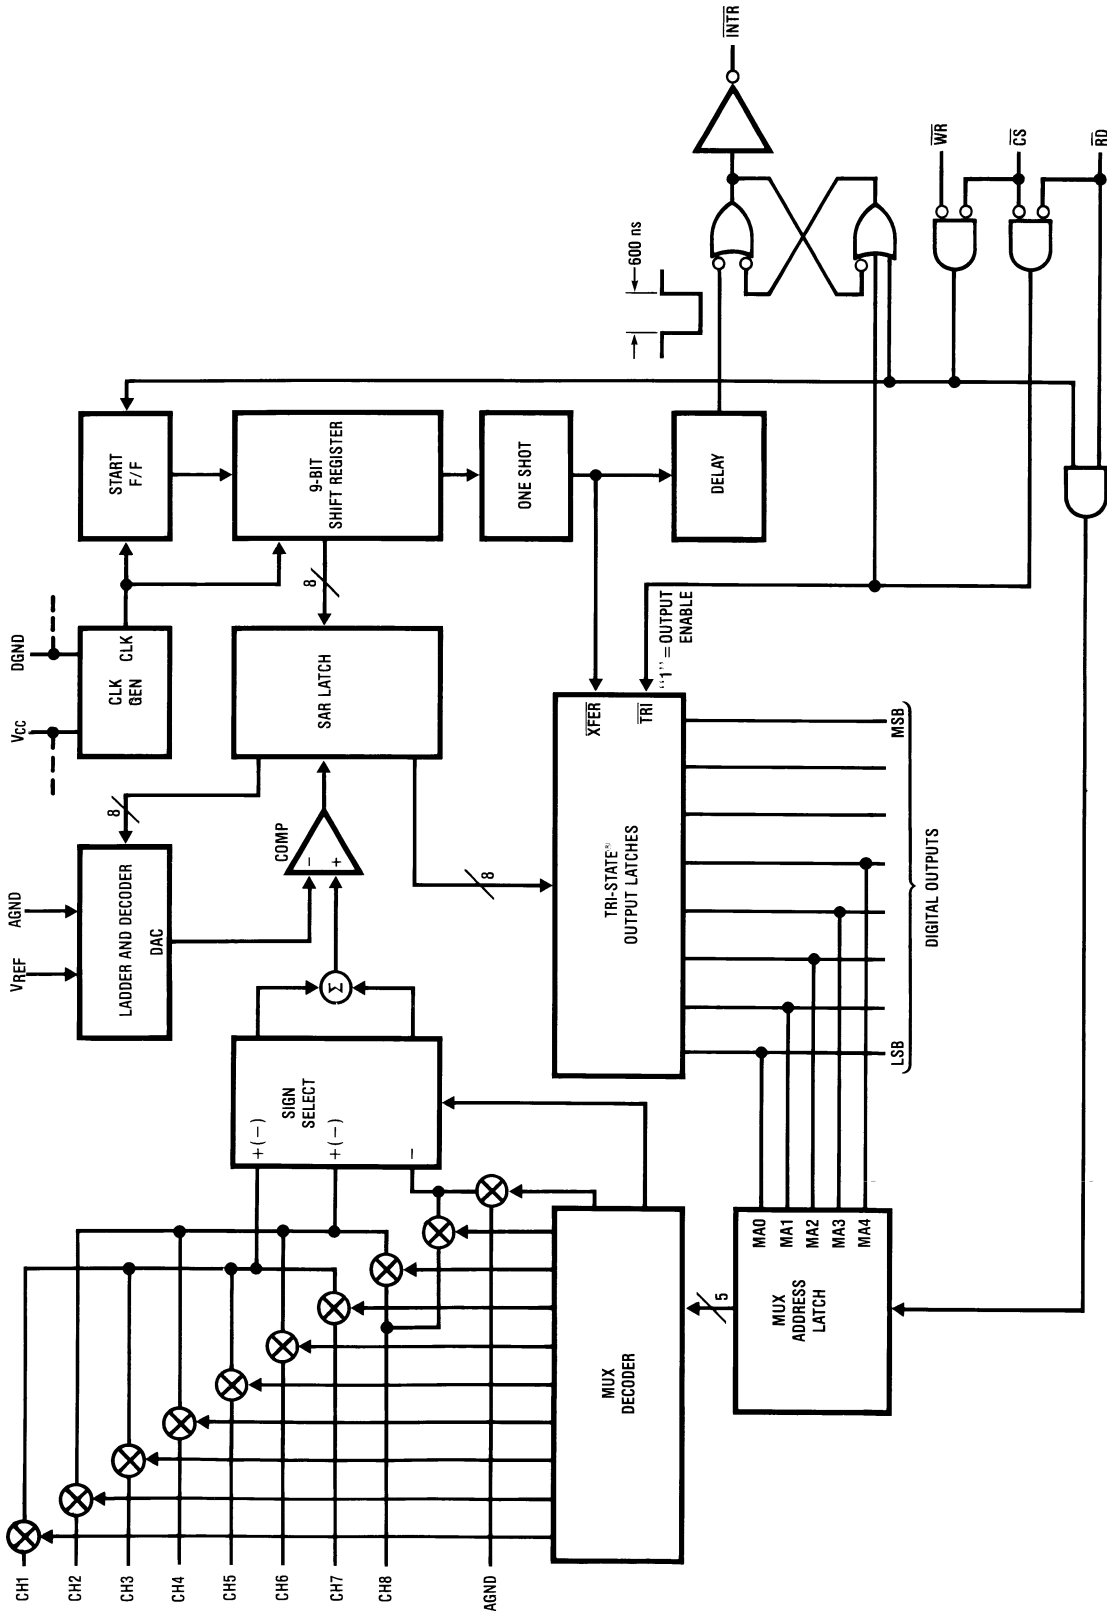 CH1
CH2
CH3
CH4
CH5
CH6
CH7
CH8
AGND
VREF
AGND
VCC
DGND
LADDER AND DECODER
DAC
CLK
GEN
CLK
START
F/F
8
SIGN
SELECT
+(−)
+(−)
−
Σ
COMP
−
+
SAR LATCH
8
9-BIT
SHIFT REGISTER
ONE SHOT
DELAY
600 ns
INTR
WR
CS
RD
8
MUX
DECODER
5
TRI-STATE®
OUTPUT LATCHES
XFER
TRI
"1" = OUTPUT
ENABLE
MUX
ADDRESS
LATCH
MA0
MA1
MA2
MA3
MA4
LSB
MSB
DIGITAL OUTPUTS